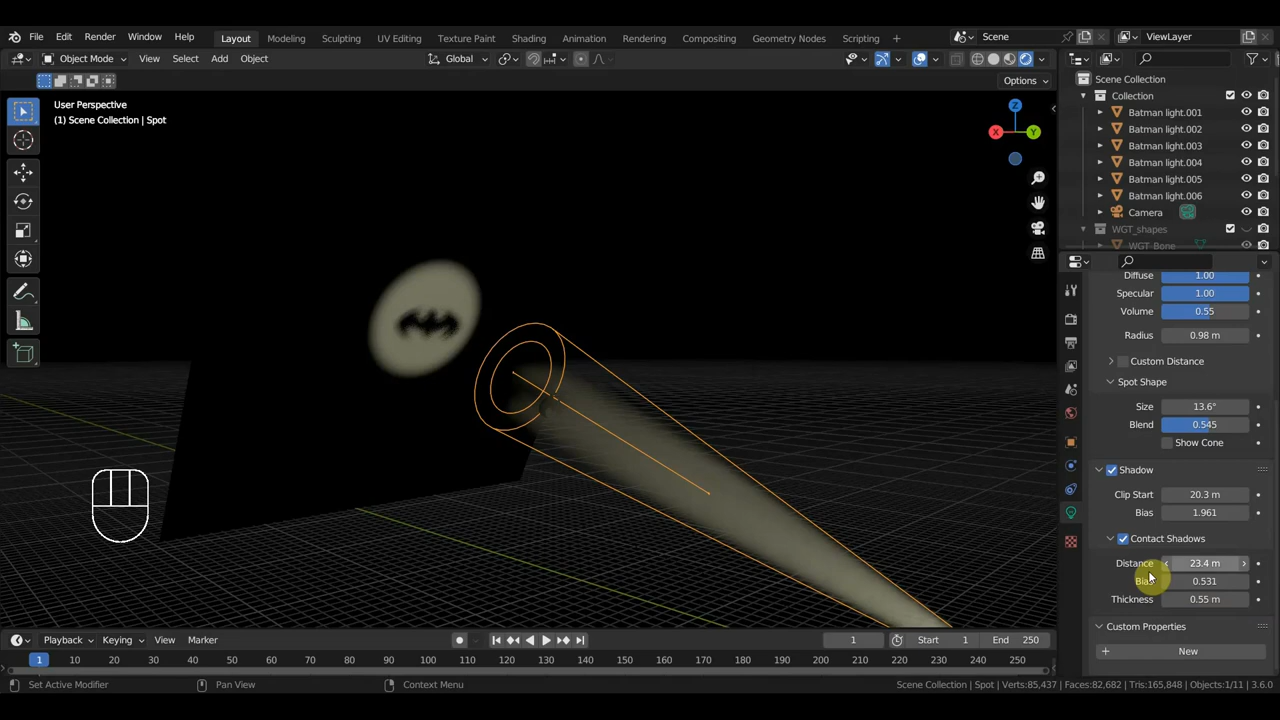 File Edit Render Window Help Layout Modeling Sculpting UV Editing Texture Paint Shading Animation Rendering Compositing Geometry Nodes Scripting + Scene ViewLayer
Object Mode View Select Add Object Global
Options
User Perspective
(1) Scene Collection | Spot
Z
X
Y
Scene Collection
Collection
Batman light.001
Batman light.002
Batman light.003
Batman light.004
Batman light.005
Batman light.006
Camera
WGT_shapes
WGT_Bone
Diffuse 1.00
Specular 1.00
Volume 0.55
Radius 0.98 m
Custom Distance
Spot Shape
Size 13.6°
Blend 0.545
Show Cone
Shadow
Clip Start 20.3 m
Bias 1.961
Contact Shadows
Distance 23.4 m
Bias 0.531
Thickness 0.55 m
Custom Properties
+ New
Playback Keying View Marker 1 Start 1 End 250
1 10 20 30 40 50 60 70 80 90 100 110 120 130 140 150 160 170 180 190 200 210 220 230 240 250
Set Active Modifier Pan View Context Menu Scene Collection | Spot | Verts:85,437 | Faces:82,682 | Tris:165,848 | Objects:1/11 | 3.6.0